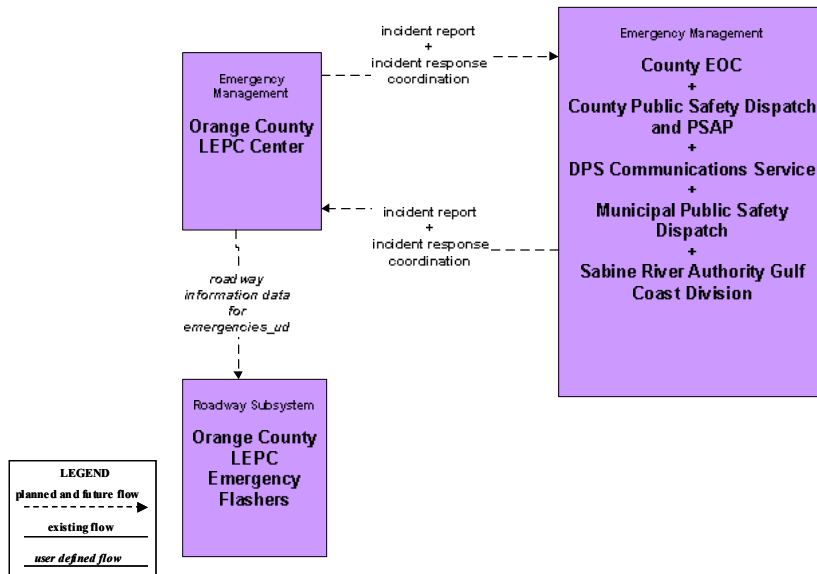 Emergency
Management
Orange County
LEPC Center
incident report
+
incident response
coordination
Emergency Management
County EOC
+
County Public Safety Dispatch
and PSAP
+
DPS Communications Service
+
Municipal Public Safety
Dispatch
+
Sabine River Authority Gulf
Coast Division
incident report
+
incident response
coordination
roadway
information data
for
emergencies_ud
Roadway Subsystem
Orange County
LEPC
Emergency
Flashers
LEGEND
planned and future flow
existing flow
user defined flow